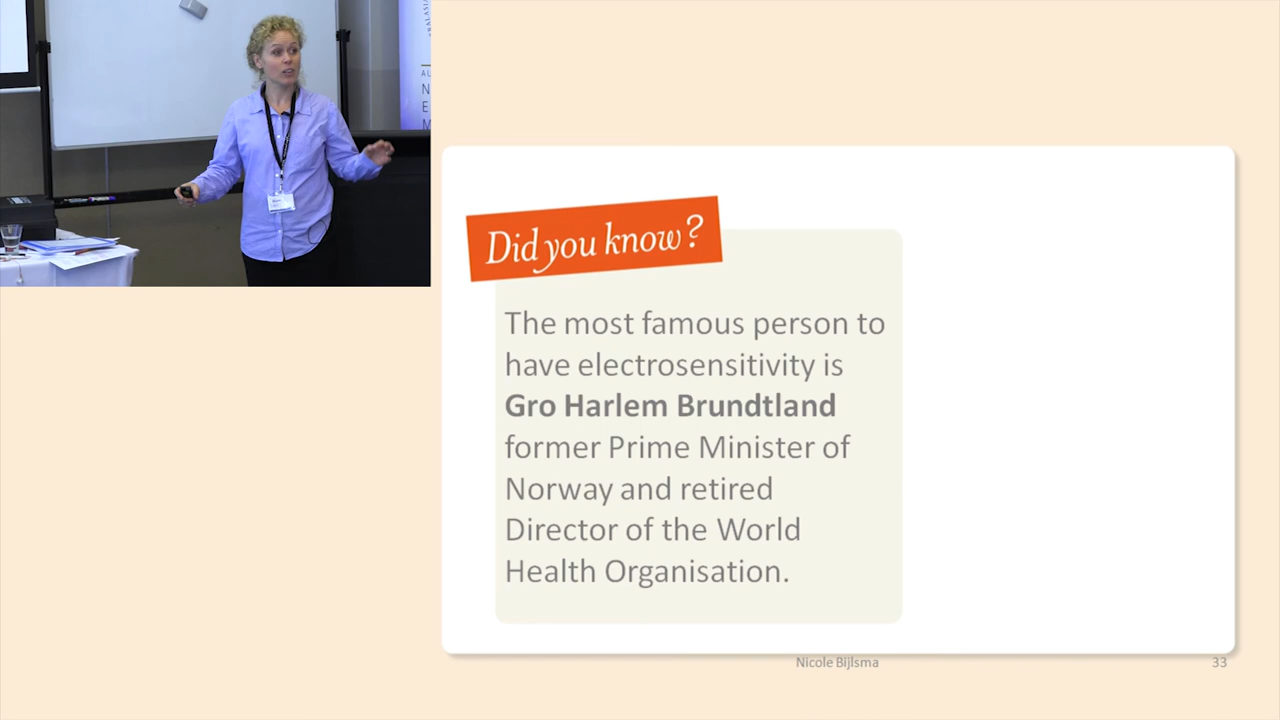 Did you know?
The most famous person to
have electrosensitivity is
Gro Harlem Brundtland
former Prime Minister of
Norway and retired
Director of the World
Health Organisation.
Nicole Bijlsma
33